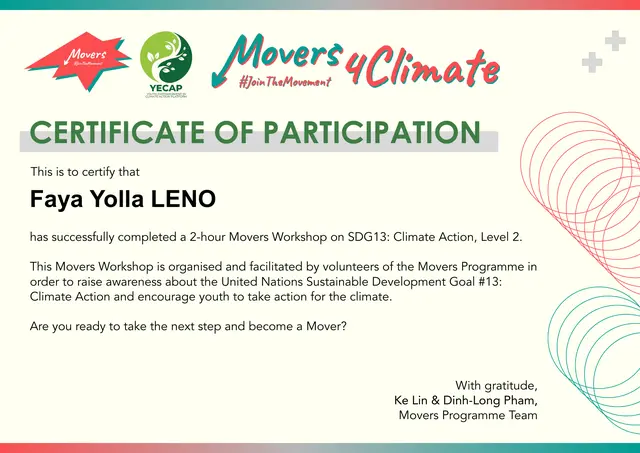 Movers
#JoinTheMovement
YECAP
Movers 4Climate
#JoinTheMovement
CERTIFICATE OF PARTICIPATION
This is to certify that
Faya Yolla LENO
has successfully completed a 2-hour Movers Workshop on SDG13: Climate Action, Level 2.
This Movers Workshop is organised and facilitated by volunteers of the Movers Programme in
order to raise awareness about the United Nations Sustainable Development Goal #13:
Climate Action and encourage youth to take action for the climate.
Are you ready to take the next step and become a Mover?
With gratitude,
Ke Lin & Dinh-Long Pham,
Movers Programme Team